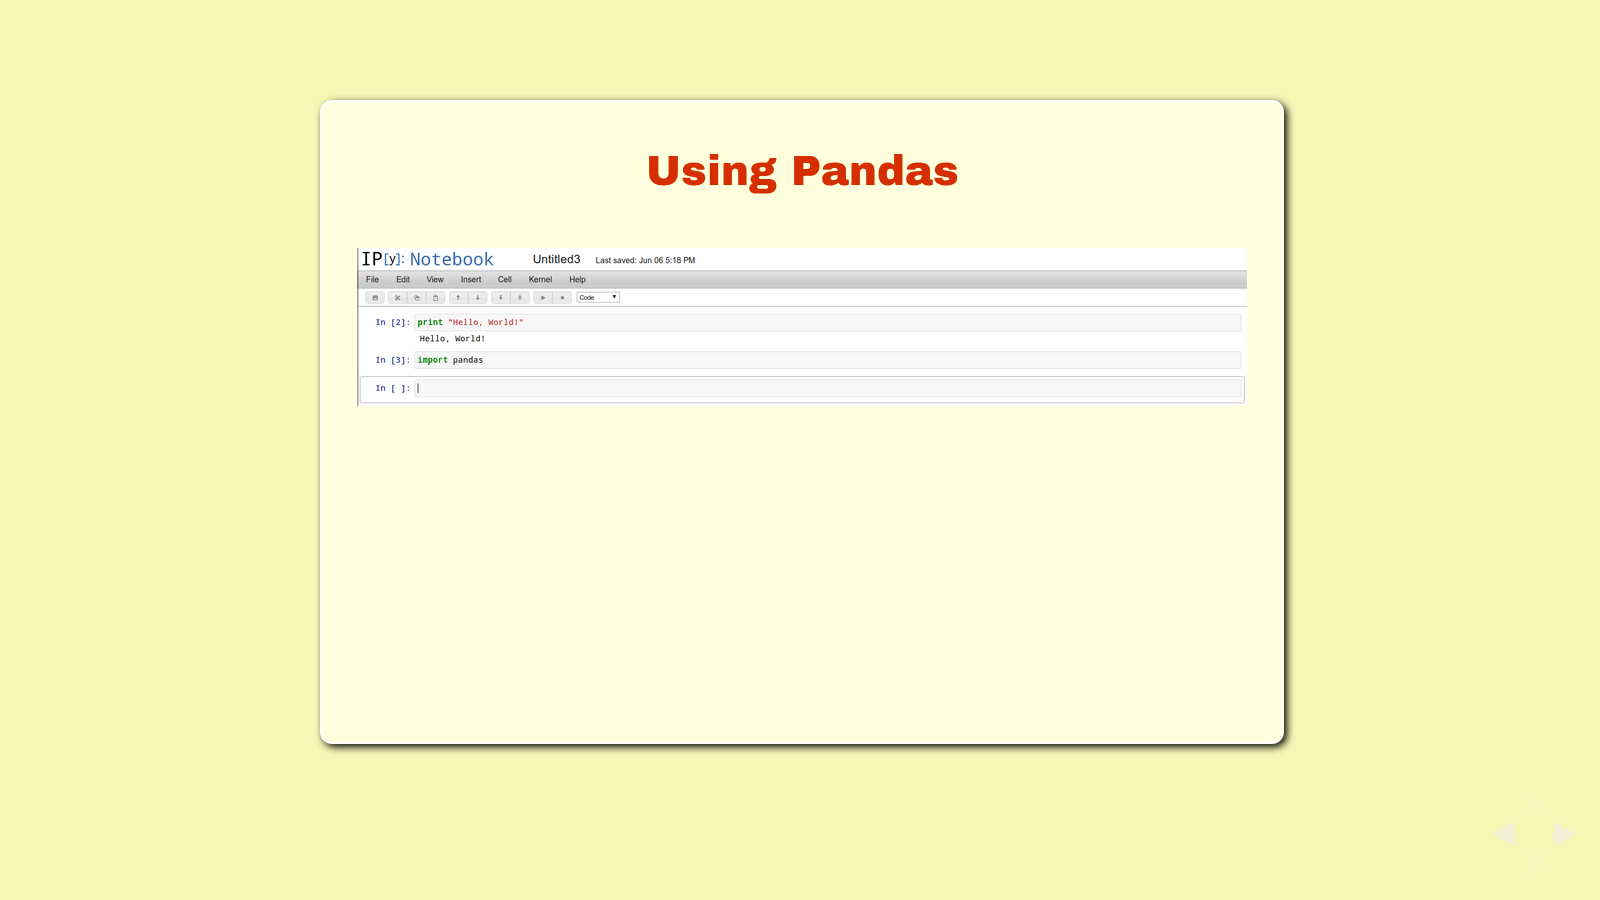 Using Pandas
IP[y]: Notebook Untitled3 Last saved: Jun 06 5:18 PM
File Edit View Insert Cell Kernel Help
Code
In [2]: print "Hello, World!"
Hello, World!
In [3]: import pandas
In [ ]: